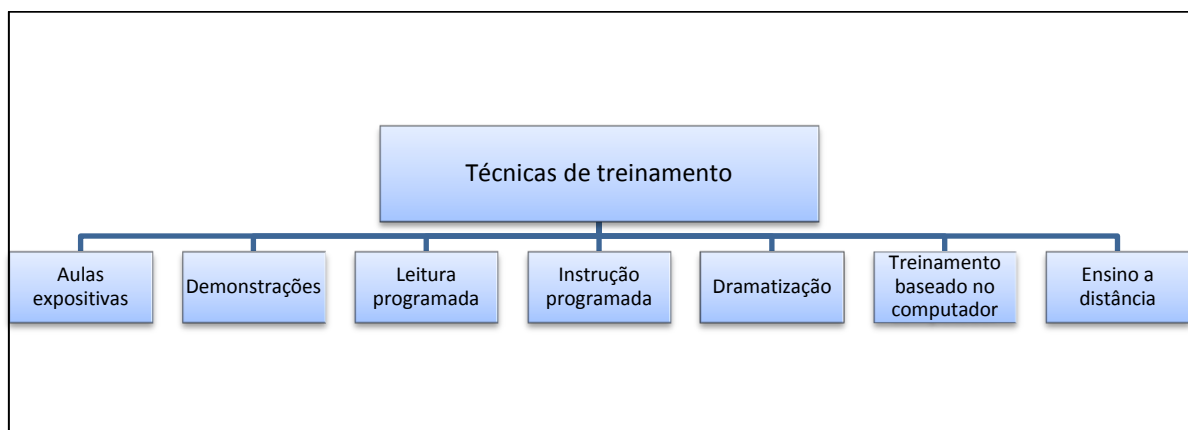 Técnicas de treinamento
Aulas
expositivas
Demonstrações
Leitura
programada
Instrução
programada
Dramatização
Treinamento
baseado no
computador
Ensino a
distância